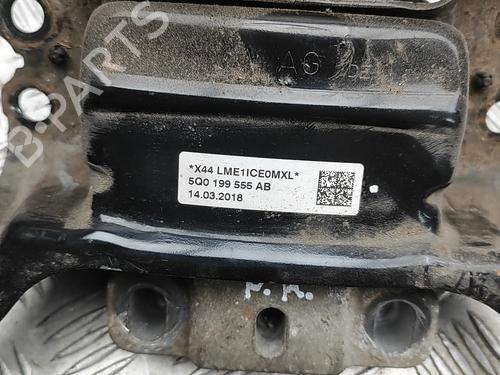 B-PARTS
AG
*X44 LME1ICE0MXL*
5Q0 199 555 AB
14.03.2018